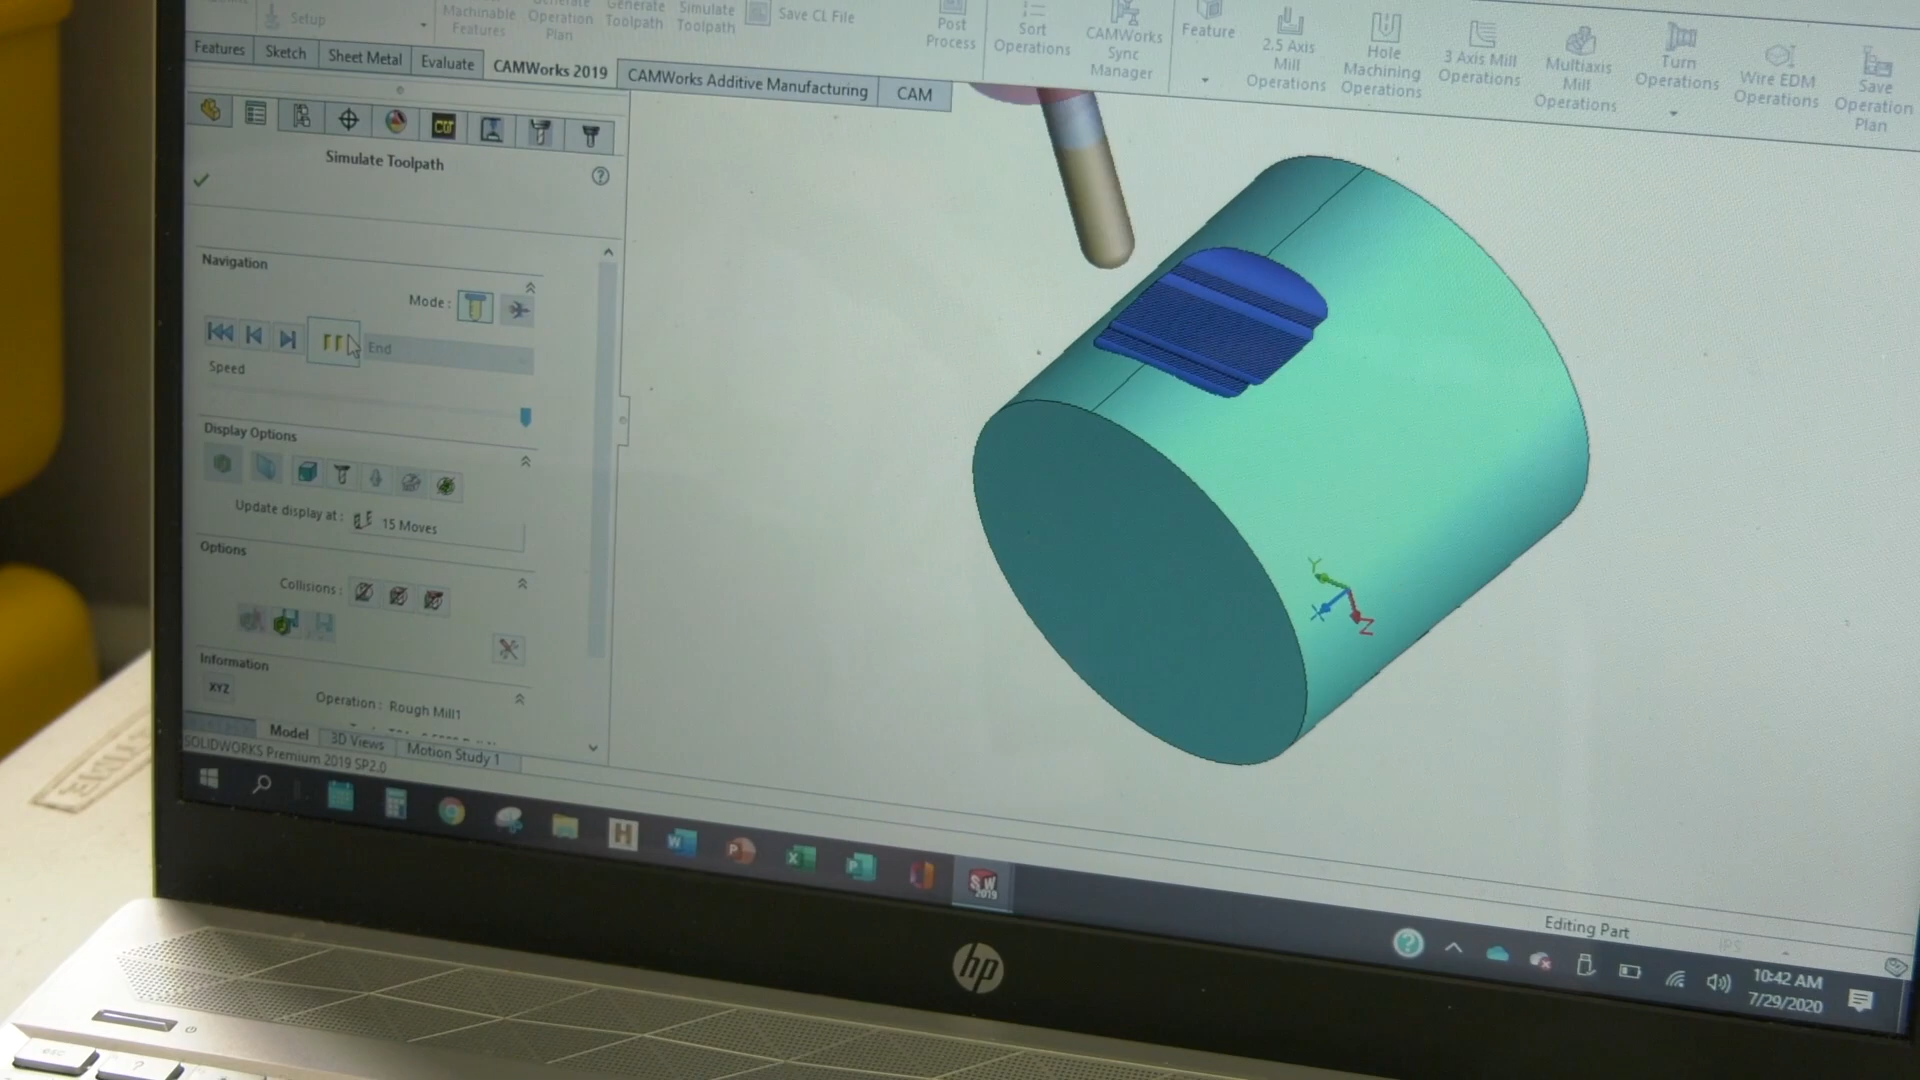 Setup
Machinable
Features
Generate
Operation
Plan
Generate
Toolpath
Simulate
Toolpath
Save CL File
Post
Process
Sort
Operations
CAMWorks
Sync
Manager
Feature
2.5 Axis
Mill
Operations
Hole
Machining
Operations
3 Axis Mill
Operations
Multiaxis
Mill
Operations
Turn
Operations
Wire EDM
Operations
Save
Operation
Plan
Features
Sketch
Sheet Metal
Evaluate
CAMWorks 2019
CAMWorks Additive Manufacturing
CAM
Simulate Toolpath
?
Navigation
Mode :
End
Speed
Display Options
Update display at :
15 Moves
Options
Collisions :
Information
XYZ
Operation : Rough Mill1
Y
X
Z
Model
3D Views
Motion Study 1
SOLIDWORKS Premium 2019 SP2.0
Editing Part
IPS
H
W
P
X
P
SW
2019
?
10:42 AM
7/29/2020
hp
esc
?